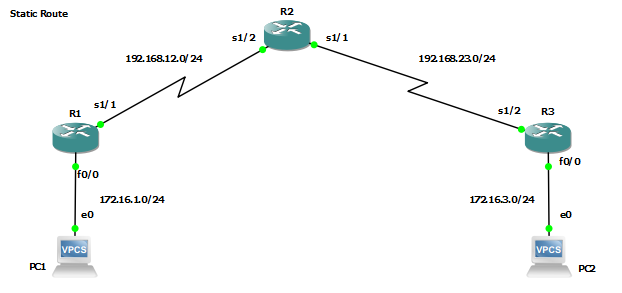 Static Route
R2
s1/2
s1/1
192.168.12.0/24
192.168.23.0/24
R1
s1/1
s1/2
R3
f0/0
f0/0
172.16.1.0/24
172.16.3.0/24
e0
e0
VPCS
VPCS
PC1
PC2